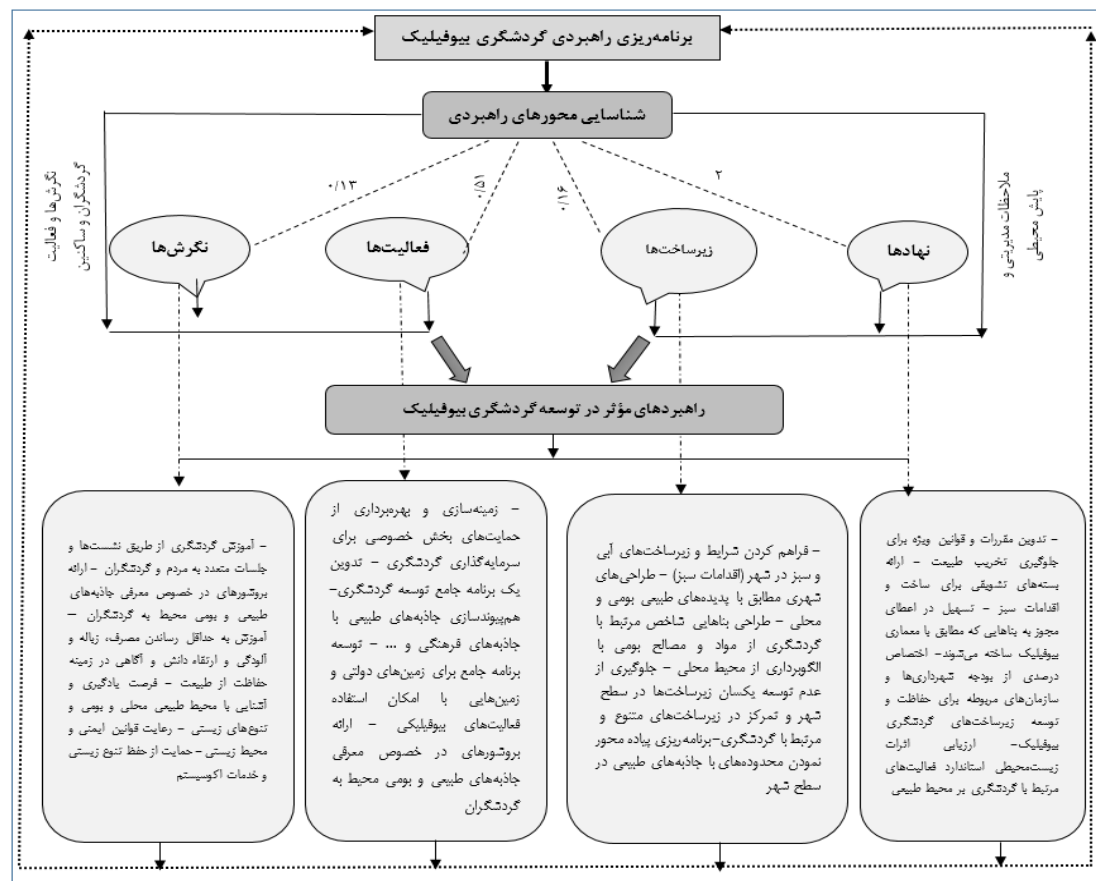 برنامه‌ریزی راهبردی گردشگری بیوفیلیک
شناسایی محورهای راهبردی
نگرش‌ها و فعالیت
گردشگران و ساکنین
۰/۱۳
۰/۵۱
۰/۱۶
۲
ملاحظات مدیریتی و
پایش محیطی
نهادها
زیرساخت‌ها
فعالیت‌ها
نگرش‌ها
راهبردهای مؤثر در توسعه گردشگری بیوفیلیک
– تدوین مقررات و قوانین ویژه برای
جلوگیری تخریب طبیعت – ارائه
بسته‌های تشویقی برای ساخت و
اقدامات سبز – تسهیل در اعطای
مجوز به بناهایی که مطابق با معماری
بیوفیلیک ساخته می‌شوند– اختصاص
درصدی از بودجه شهرداری‌ها و
سازمان‌های مربوطه برای حفاظت و
توسعه زیرساخت‌های گردشگری
بیوفیلیک– ارزیابی اثرات
زیست‌محیطی استاندارد فعالیت‌های
مرتبط با گردشگری بر محیط طبیعی
– فراهم کردن شرایط و زیرساخت‌های آبی
و سبز در شهر (اقدامات سبز) – طراحی‌های
شهری مطابق با پدیده‌های طبیعی بومی و
محلی – طراحی بناهایی شاخص مرتبط با
گردشگری از مواد و مصالح بومی با
الگوبرداری از محیط محلی – جلوگیری از
عدم توسعه یکسان زیرساخت‌ها در سطح
شهر و تمرکز در زیرساخت‌های متنوع و
مرتبط با گردشگری–برنامه‌ریزی پیاده محور
نمودن محدوده‌های با جاذبه‌های طبیعی در
سطح شهر
– زمینه‌سازی و بهره‌برداری از
حمایت‌های بخش خصوصی برای
سرمایه‌گذاری گردشگری – تدوین
یک برنامه جامع توسعه گردشگری–
هم‌پیوندسازی جاذبه‌های طبیعی با
جاذبه‌های فرهنگی و ... – توسعه
برنامه جامع برای زمین‌های دولتی و
زمین‌هایی با امکان استفاده
فعالیت‌های بیوفیلیکی – ارائه
بروشورهای در خصوص معرفی
جاذبه‌های طبیعی و بومی محیط به
گردشگران
– آموزش گردشگری از طریق نشست‌ها و
جلسات متعدد به مردم و گردشگران – ارائه
بروشورهای در خصوص معرفی جاذبه‌های
طبیعی و بومی محیط به گردشگران –
آموزش به حداقل رساندن مصرف، زباله و
آلودگی و ارتقاء دانش و آگاهی در زمینه
حفاظت از طبیعت – فرصت یادگیری و
آشنایی با محیط طبیعی محلی و بومی و
تنوع‌های زیستی – رعایت قوانین ایمنی و
محیط زیستی – حمایت از حفظ تنوع زیستی
و خدمات اکوسیستم